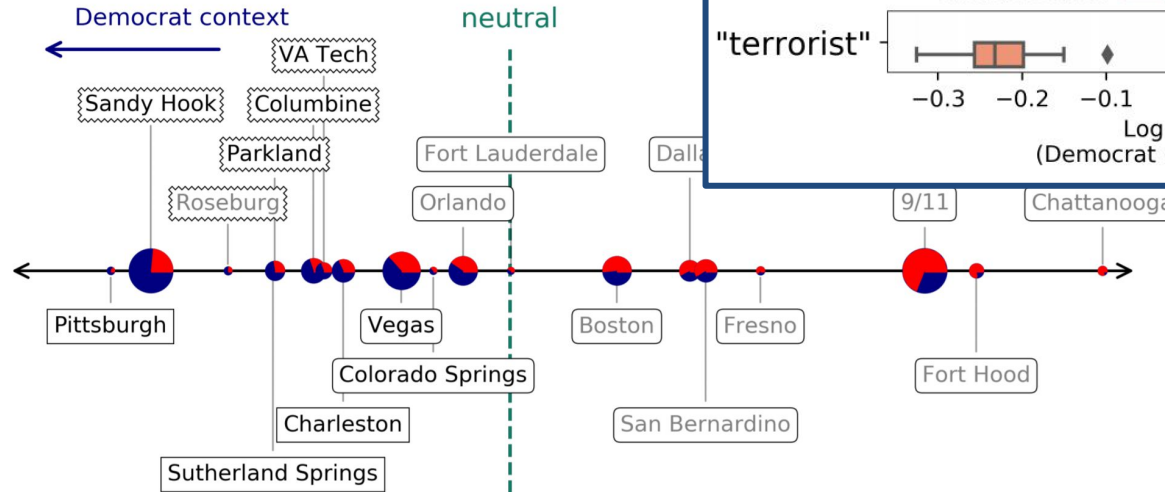 Democrat context
neutral
VA Tech
Sandy Hook
Columbine
Parkland
Fort Lauderdale
Roseburg
Orlando
9/11
Pittsburgh
Vegas
Boston
Fresno
Colorado Springs
Fort Hood
Charleston
San Bernardino
Sutherland Springs
"terrorist"
−0.3 −0.2 −0.1
Log
(Democrat
Chattanooga